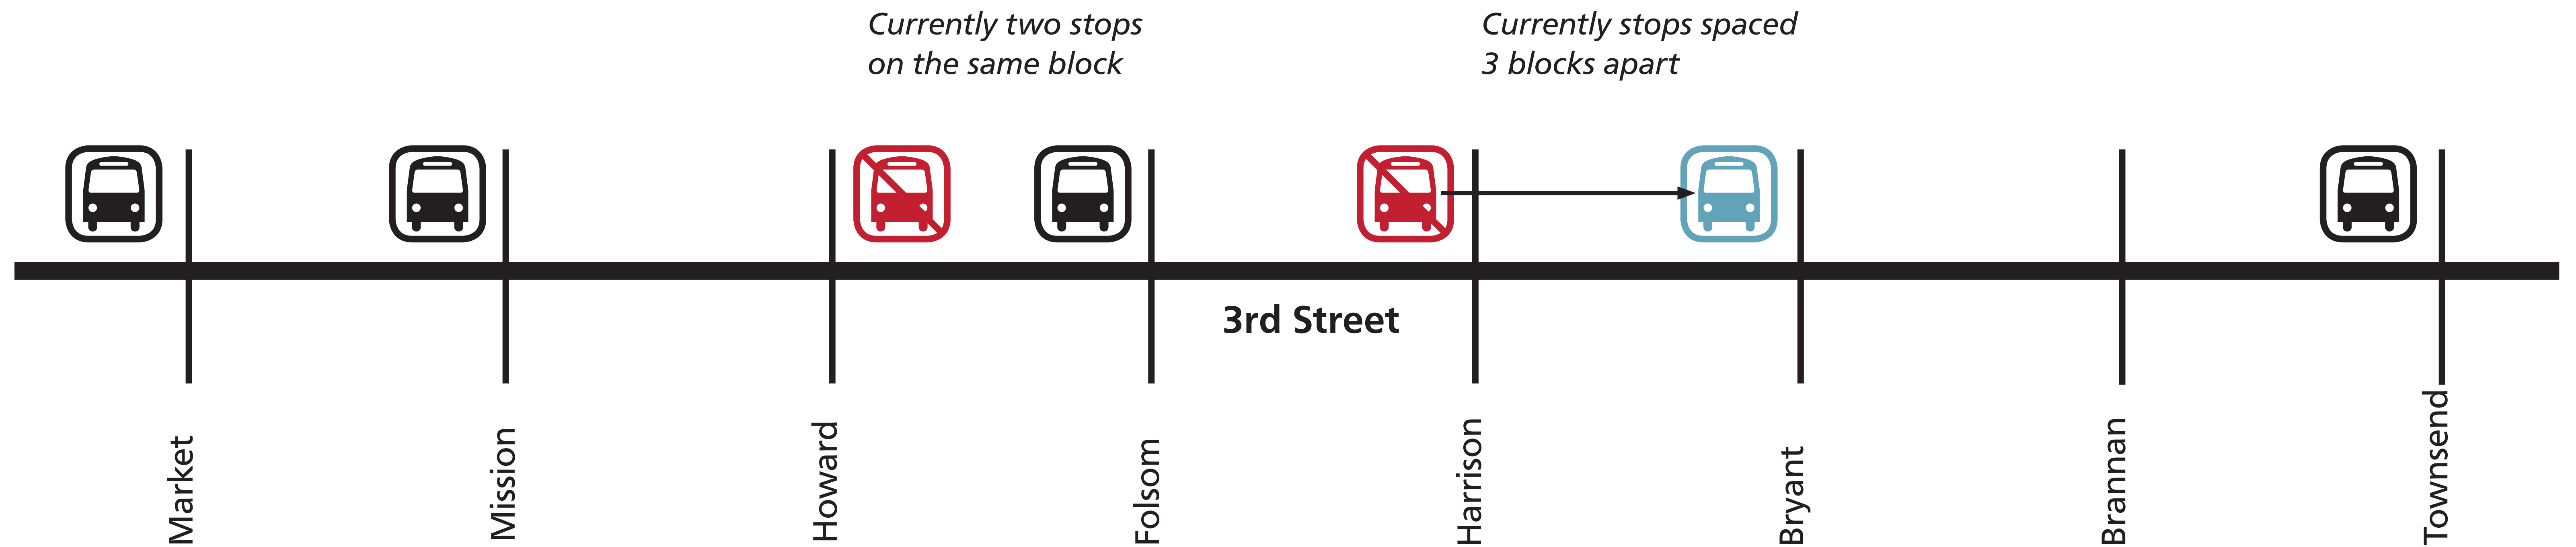 Currently two stops
on the same block
Currently stops spaced
3 blocks apart
3rd Street
Market
Mission
Howard
Folsom
Harrison
Bryant
Brannan
Townsend